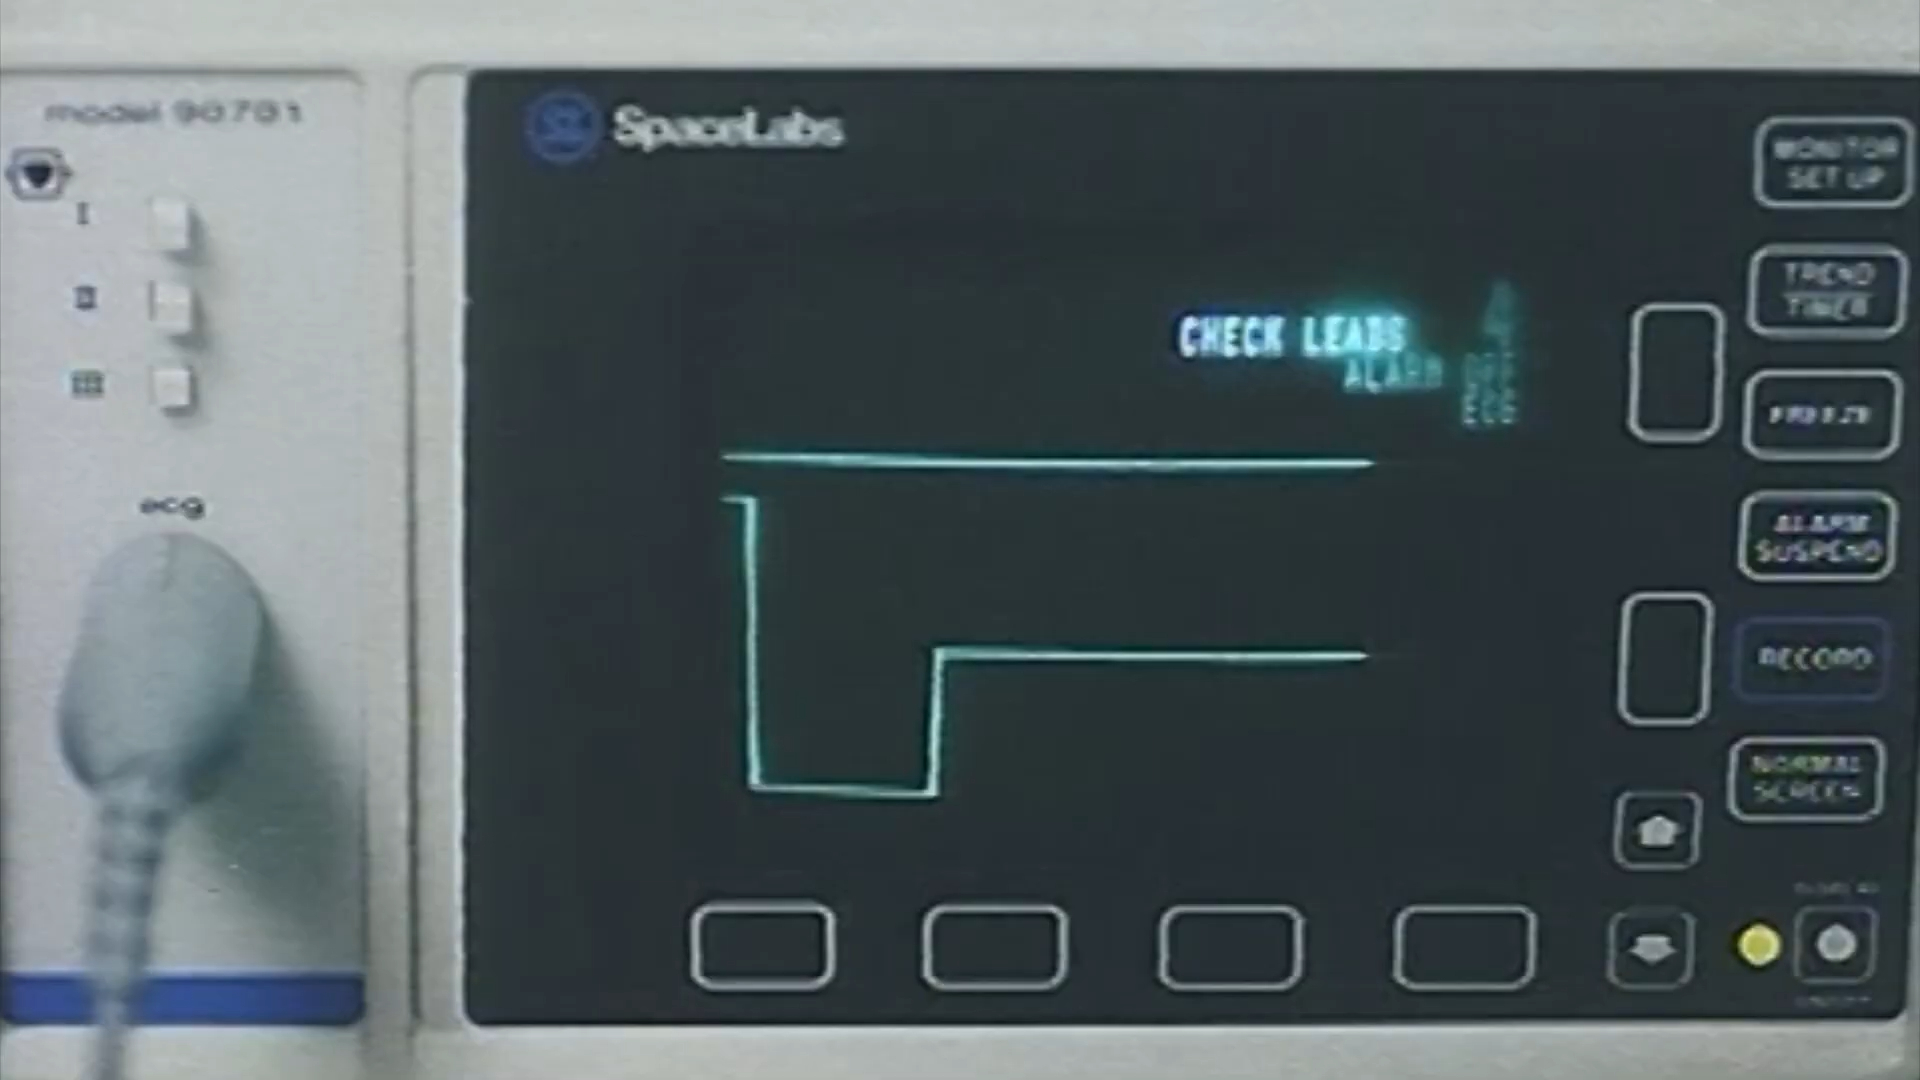 model 90701
SpaceLabs
I
II
III
ecg
CHECK LEADS
ALARM OFF
ECG
MONITOR
SET UP
TREND
TIMER
FREEZE
ALARM
SUSPEND
RECORD
NORMAL
SCREEN